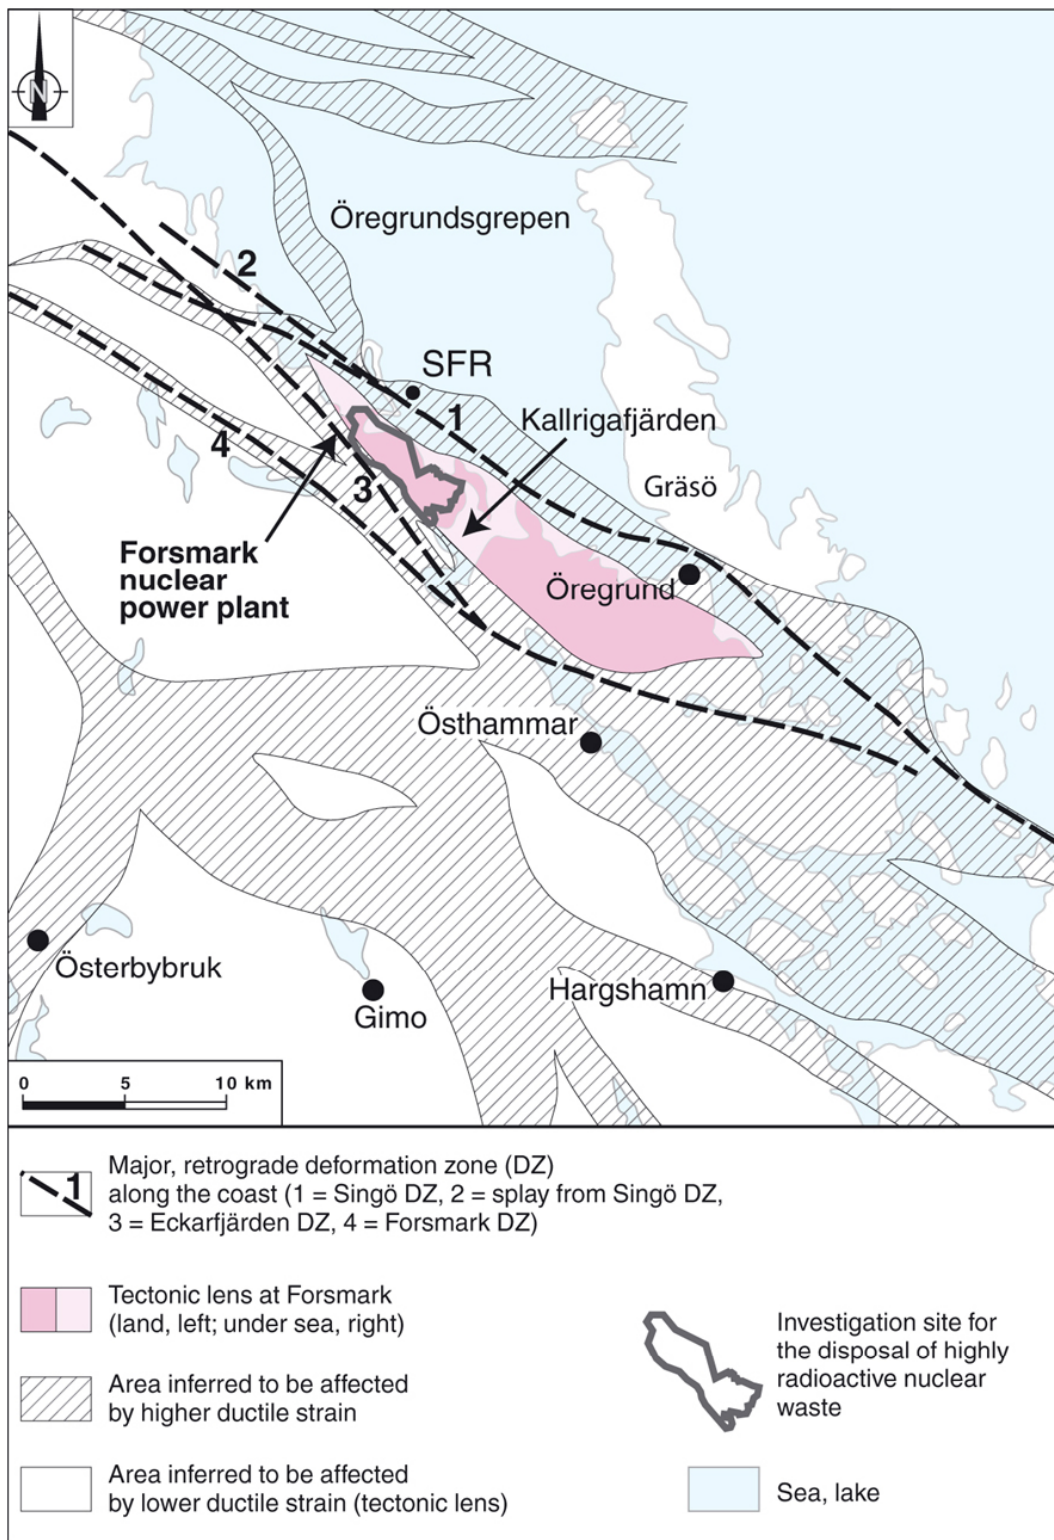 N
Öregrundsgrepen
2
SFR
1
Kallrigafjärden
4
3
Gräsö
Forsmark
nuclear
power plant
Öregrund
Östhammar
Österbybruk
Gimo
Hargshamn
0 5 10 km
1
Major, retrograde deformation zone (DZ)
along the coast (1 = Singö DZ, 2 = splay from Singö DZ,
3 = Eckarfjärden DZ, 4 = Forsmark DZ)
Tectonic lens at Forsmark
(land, left; under sea, right)
Area inferred to be affected
by higher ductile strain
Area inferred to be affected
by lower ductile strain (tectonic lens)
Investigation site for
the disposal of highly
radioactive nuclear
waste
Sea, lake